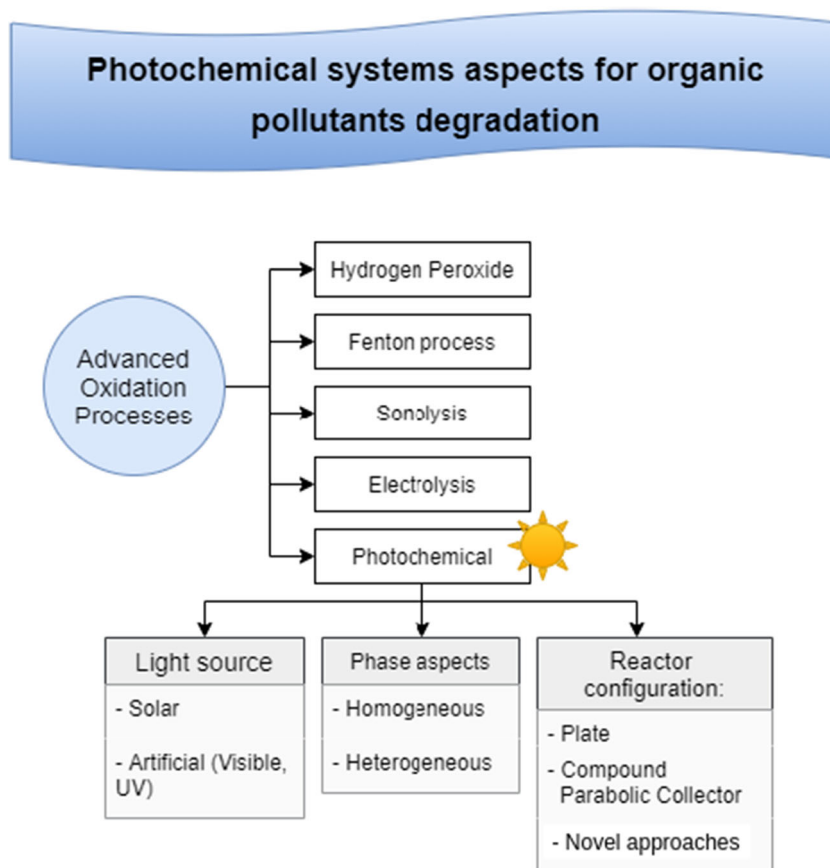 Photochemical systems aspects for organic
pollutants degradation
Advanced
Oxidation
Processes
Hydrogen Peroxide
Fenton process
Sonolysis
Electrolysis
Photochemical
Light source
- Solar
- Artificial (Visible,
UV)
Phase aspects
- Homogeneous
- Heterogeneous
Reactor
configuration:
- Plate
- Compound
Parabolic Collector
- Novel approaches